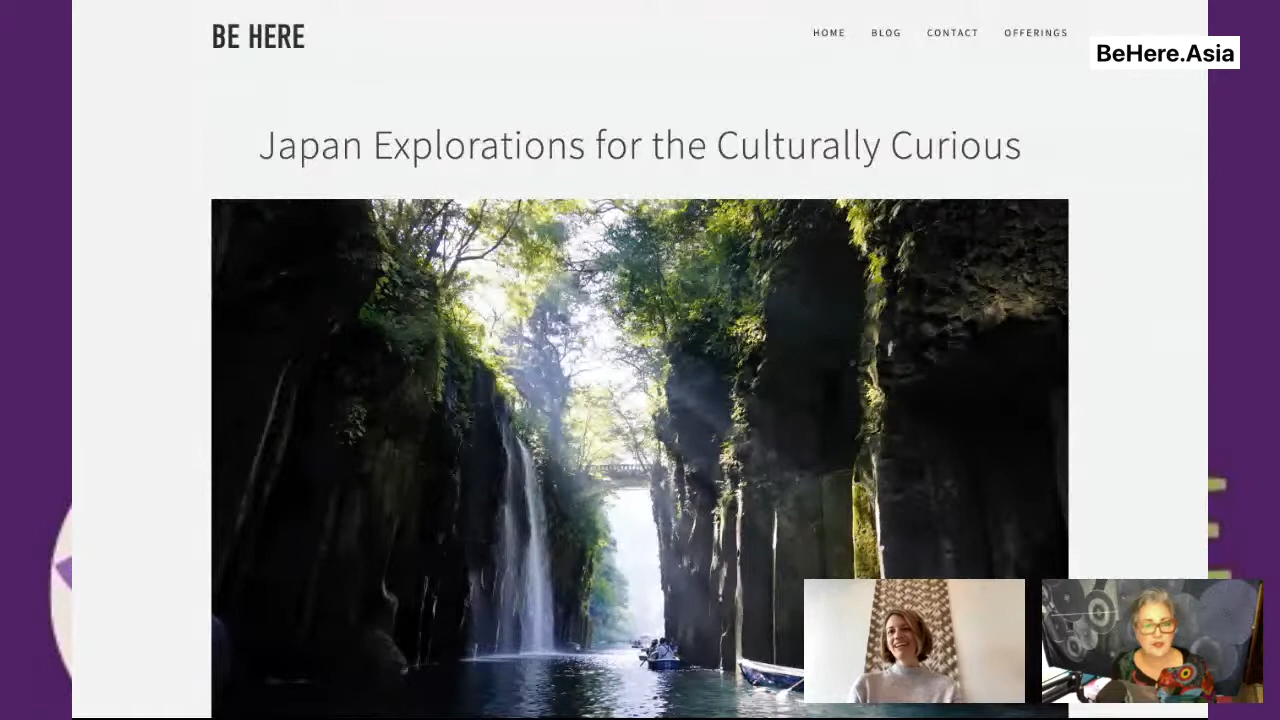 BE HERE
HOME BLOG CONTACT OFFERINGS
BeHere.Asia
Japan Explorations for the Culturally Curious